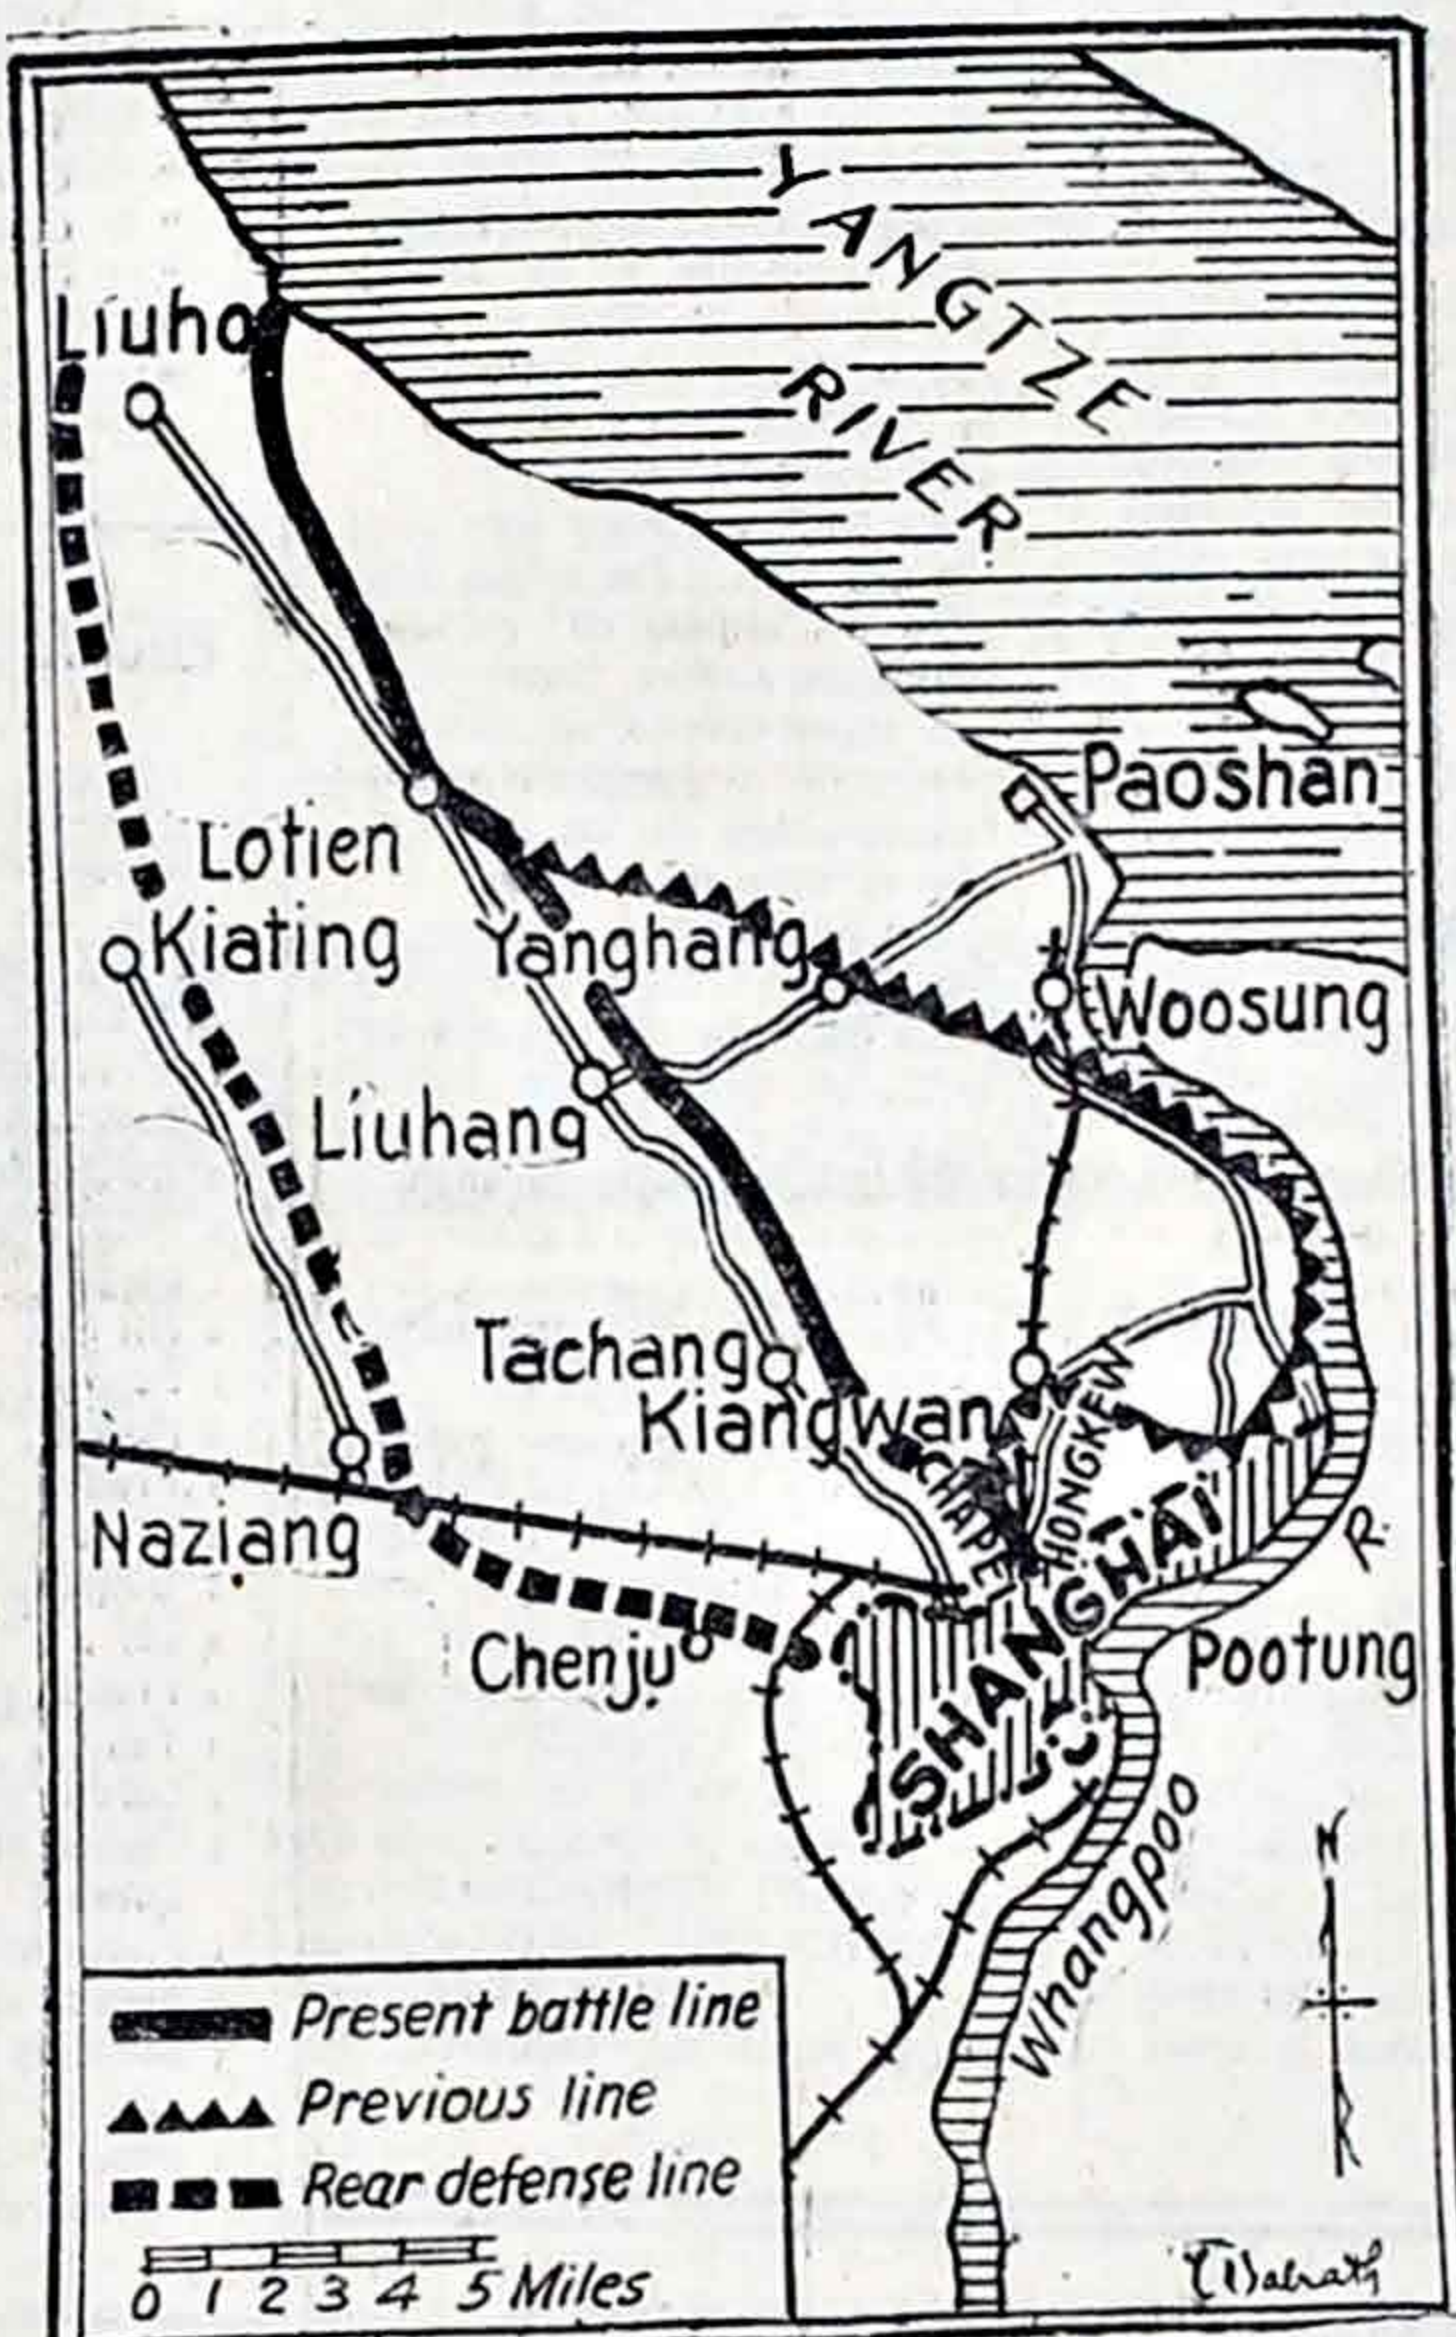 YANGTZE
RIVER
Liuho
Paoshan
Lotien
Kiating
Yanghang
Woosung
Liuhang
Tachang
Kiangwan
HONGKEW
CHAPEI
Naziang
SHANGHAI
R.
Chenju
Pootung
Whangpoo
N
Present battle line
Previous line
Rear defense line
0 1 2 3 4 5 Miles